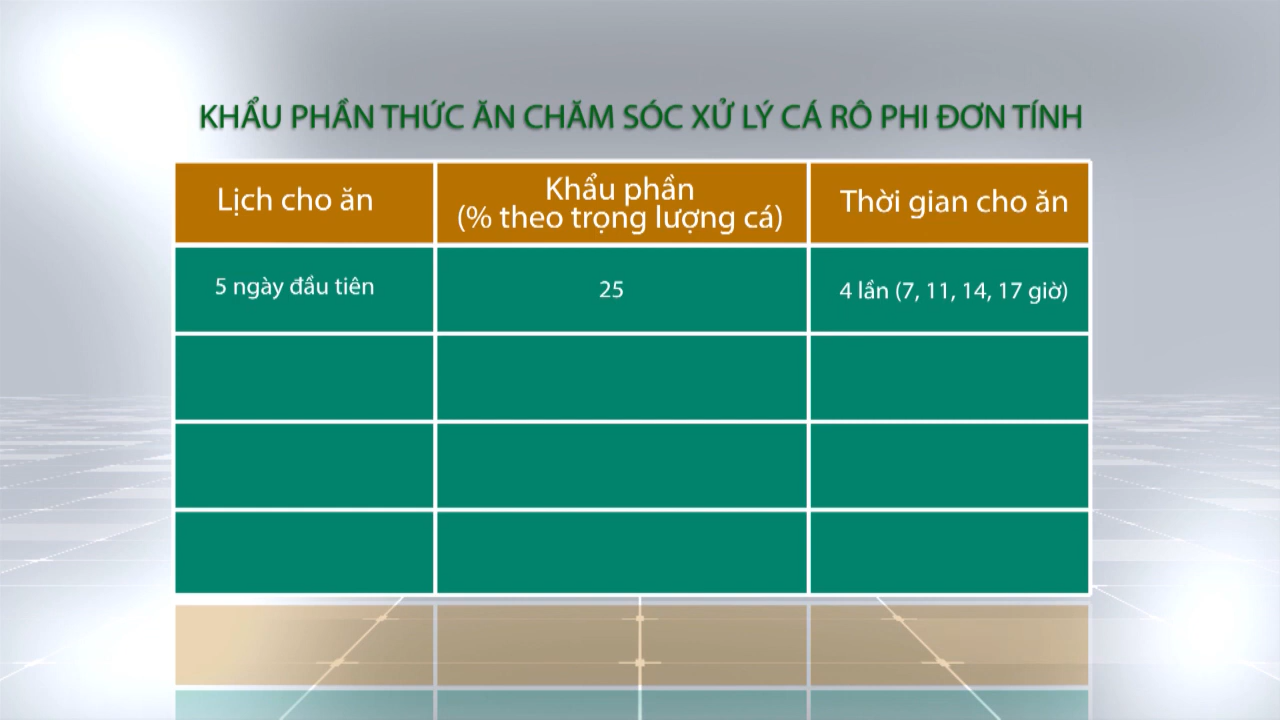 KHẨU PHẦN THỨC ĂN CHĂM SÓC XỬ LÝ CÁ RÔ PHI ĐƠN TÍNH
Lịch cho ăn
Khẩu phần
(% theo trọng lượng cá)
Thời gian cho ăn
5 ngày đầu tiên
25
4 lần (7, 11, 14, 17 giờ)